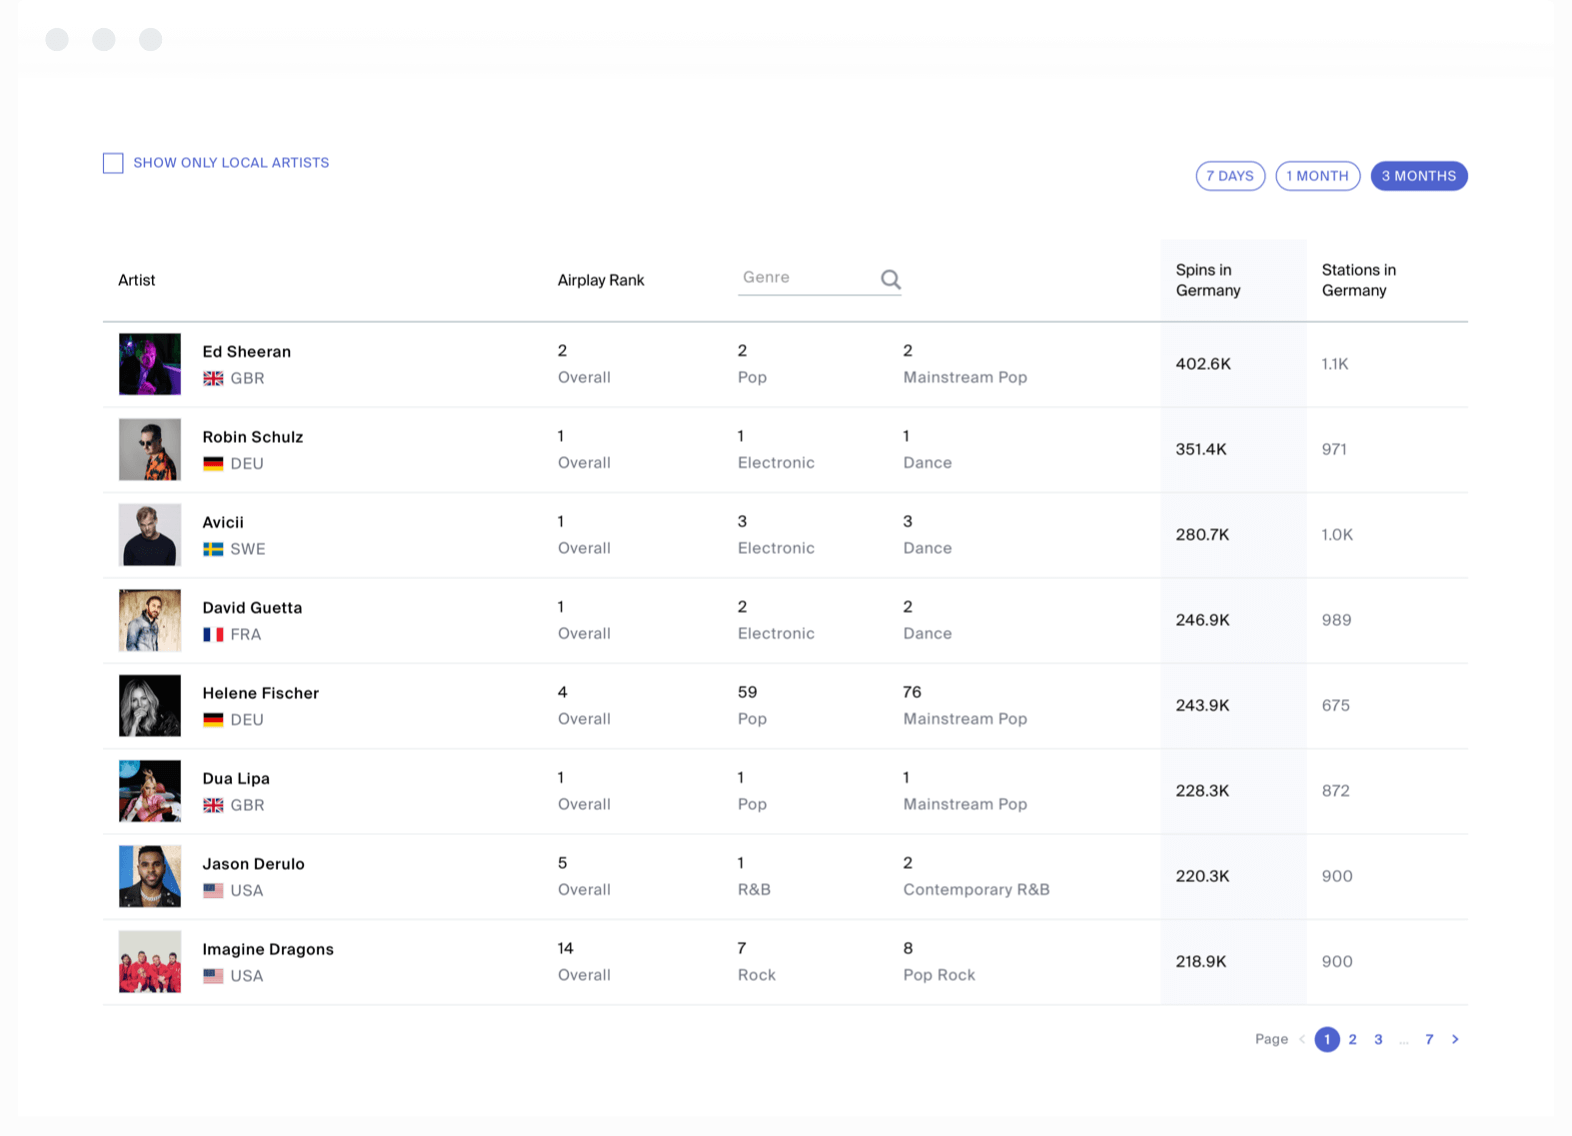 SHOW ONLY LOCAL ARTISTS
7 DAYS 1 MONTH 3 MONTHS
Artist Airplay Rank Genre Spins in Germany Stations in Germany
Ed Sheeran 2 2 2 402.6K 1.1K
GBR Overall Pop Mainstream Pop
Robin Schulz 1 1 1 351.4K 971
DEU Overall Electronic Dance
Avicii 1 3 3 280.7K 1.0K
SWE Overall Electronic Dance
David Guetta 1 2 2 246.9K 989
FRA Overall Electronic Dance
Helene Fischer 4 59 76 243.9K 675
DEU Overall Pop Mainstream Pop
Dua Lipa 1 1 1 228.3K 872
GBR Overall Pop Mainstream Pop
Jason Derulo 5 1 2 220.3K 900
USA Overall R&B Contemporary R&B
Imagine Dragons 14 7 8 218.9K 900
USA Overall Rock Pop Rock
Page < 1 2 3 ... 7 >